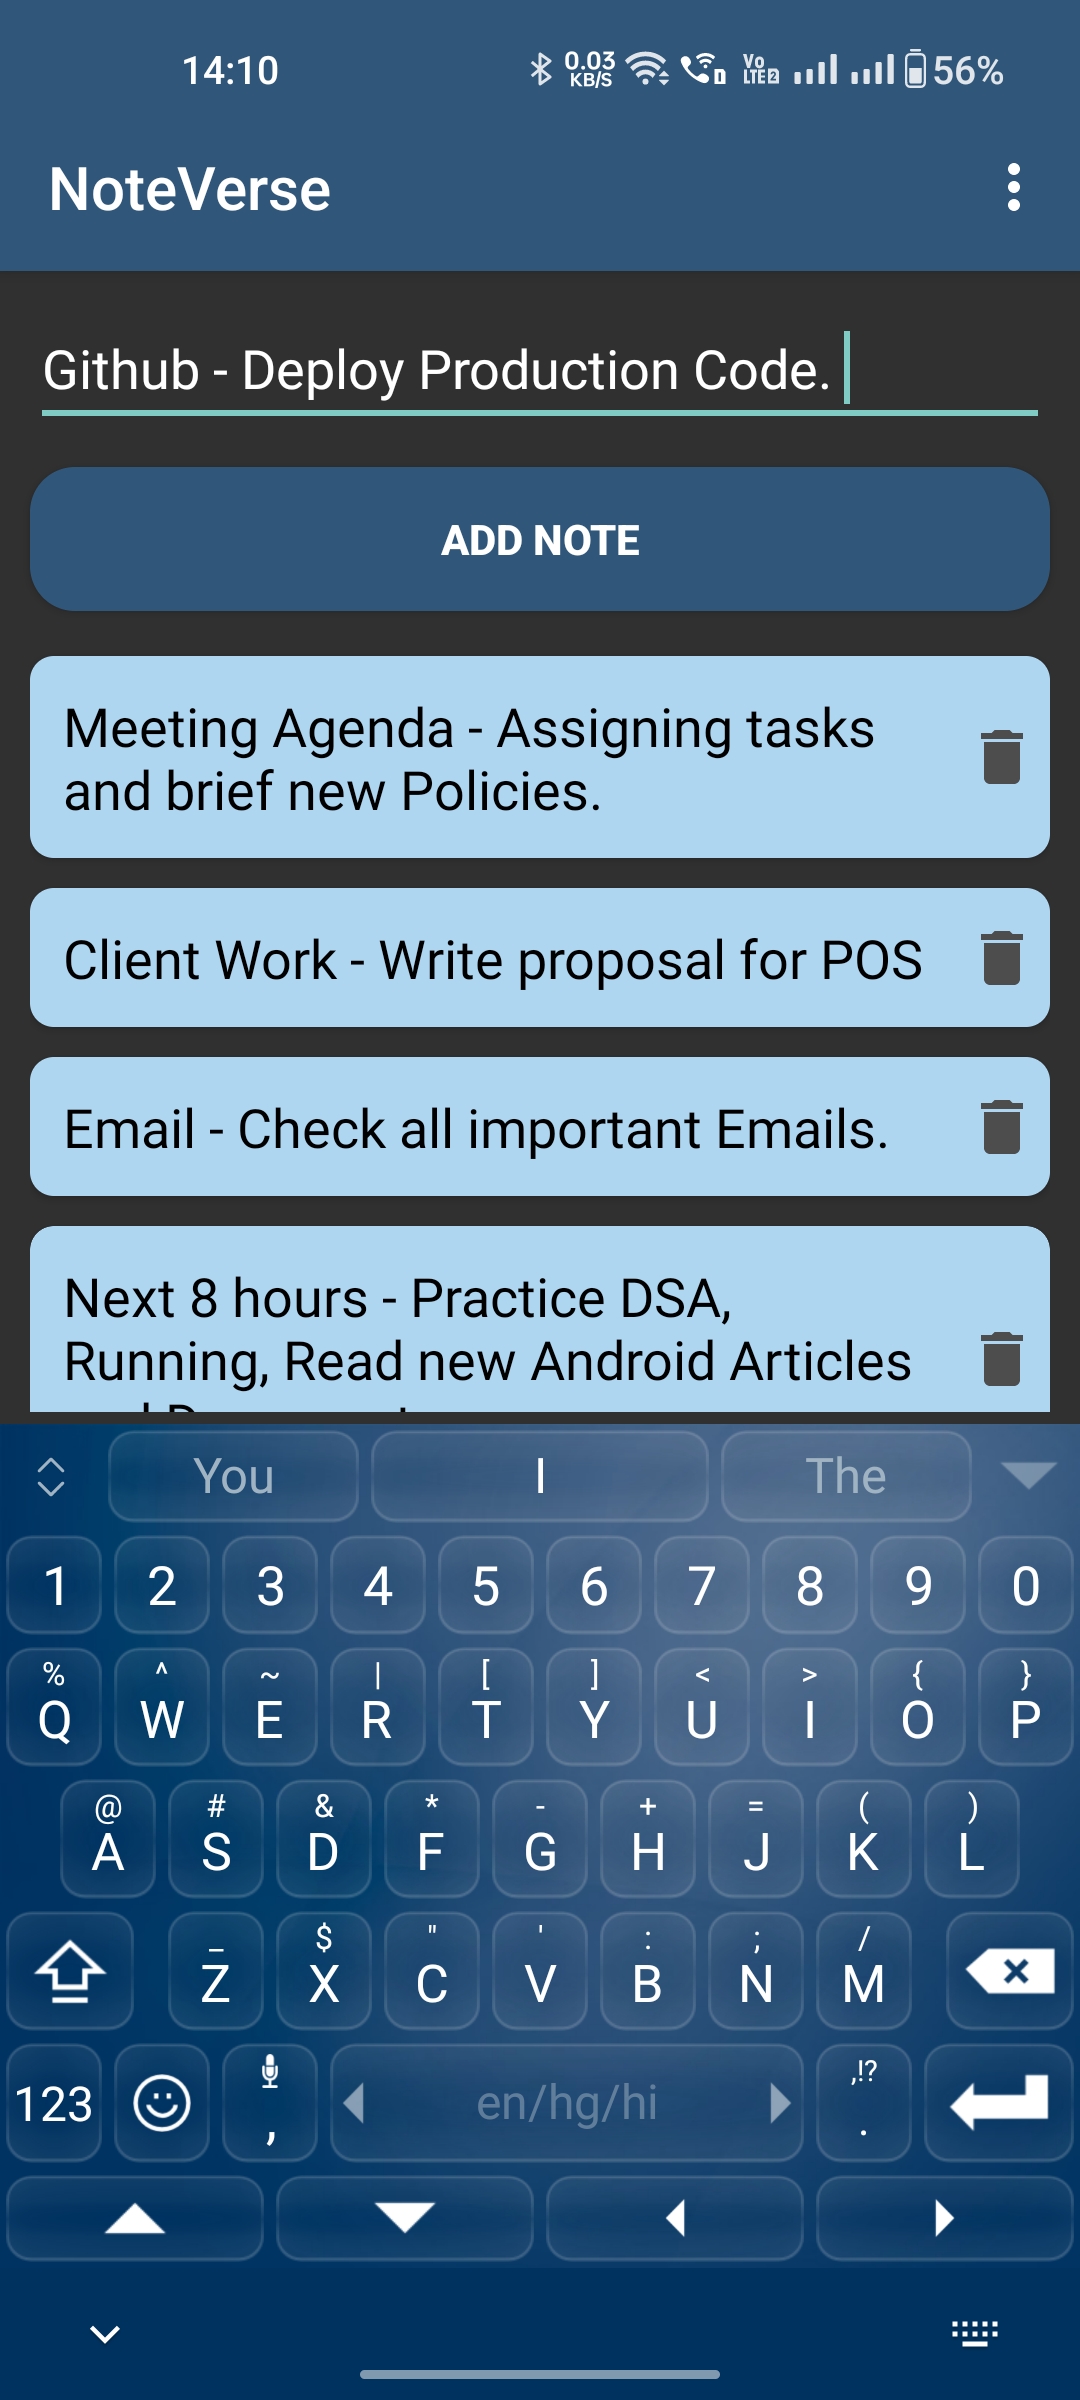 14:10 0.03 KB/S Vo LTE2 56%
NoteVerse
Github - Deploy Production Code.
ADD NOTE
Meeting Agenda - Assigning tasks
and brief new Policies.
Client Work - Write proposal for POS
Email - Check all important Emails.
Next 8 hours - Practice DSA,
Running, Read new Android Articles
You I The
1 2 3 4 5 6 7 8 9 0
% ^ ~ | [ ] < > { }
Q W E R T Y U I O P
@ # & * - + = ( )
A S D F G H J K L
_ $ " ' : ; /
Z X C V B N M
123 , en/hg/hi ,!? .